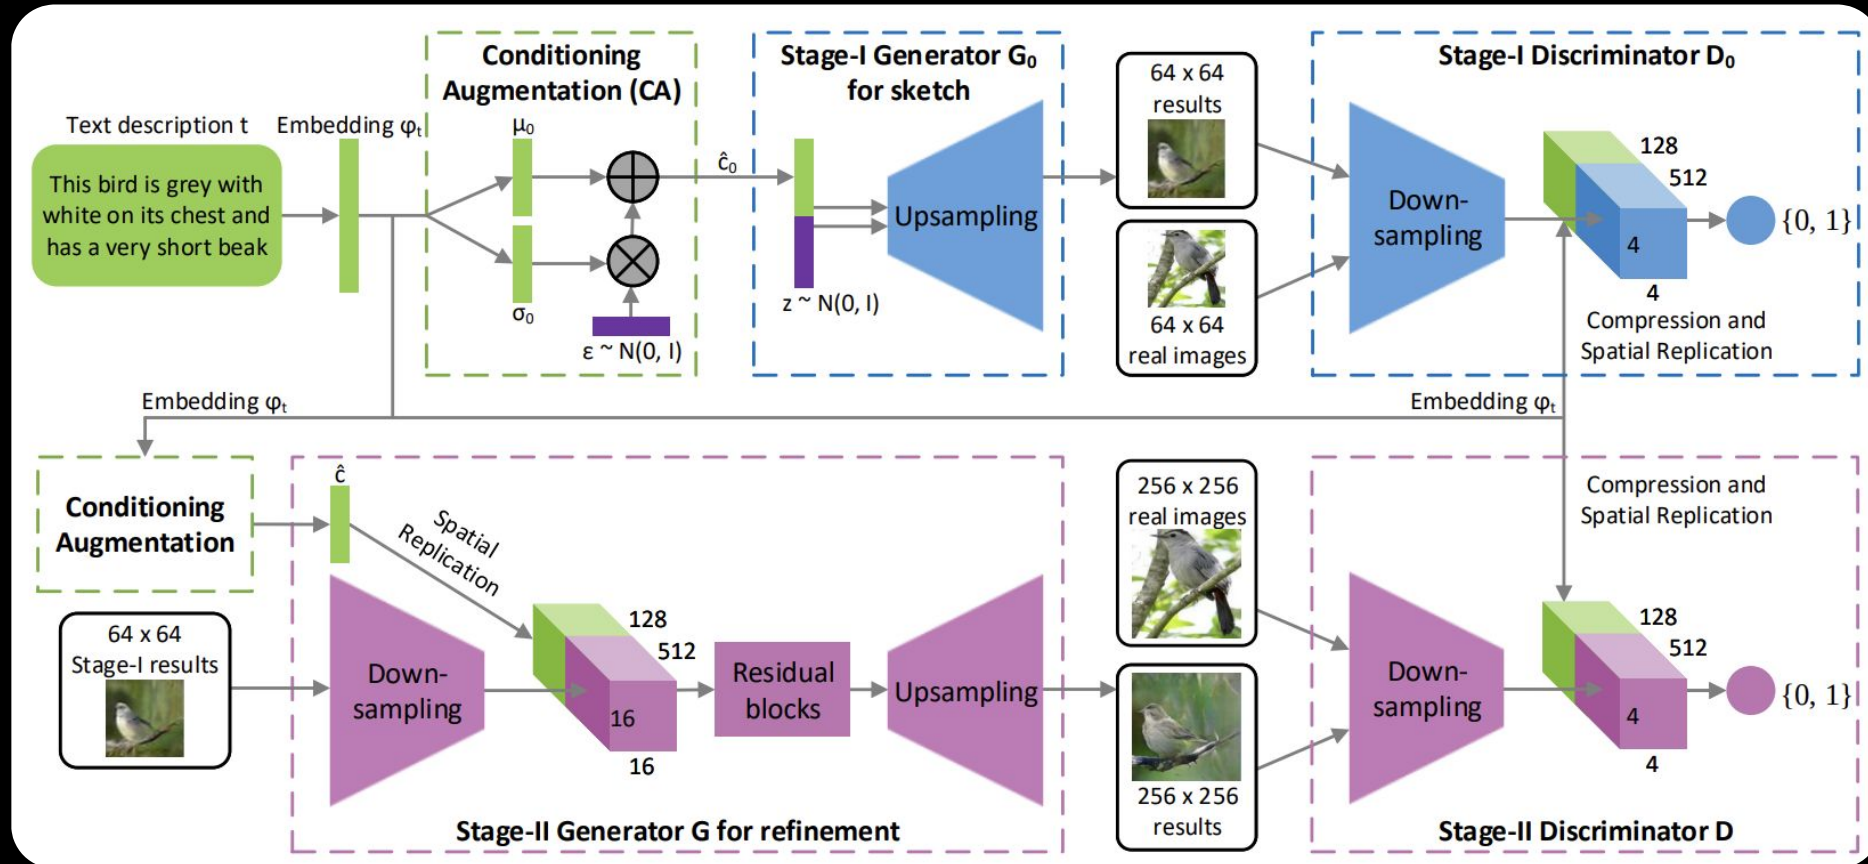 Conditioning
Augmentation (CA)
Stage-I Generator G₀
for sketch
64 x 64
results
Stage-I Discriminator D₀
Text description t
Embedding φₜ
μ₀
This bird is grey with
white on its chest and
has a very short beak
ĉ₀
σ₀
ε ~ N(0, I)
Upsampling
z ~ N(0, I)
64 x 64
real images
Down-
sampling
128
512
4
4
{0, 1}
Compression and
Spatial Replication
Embedding φₜ
Embedding φₜ
Conditioning
Augmentation
ĉ
Spatial
Replication
64 x 64
Stage-I results
Down-
sampling
128
512
16
16
Residual
blocks
Upsampling
Stage-II Generator G for refinement
256 x 256
real images
256 x 256
results
Compression and
Spatial Replication
Down-
sampling
128
512
4
4
{0, 1}
Stage-II Discriminator D